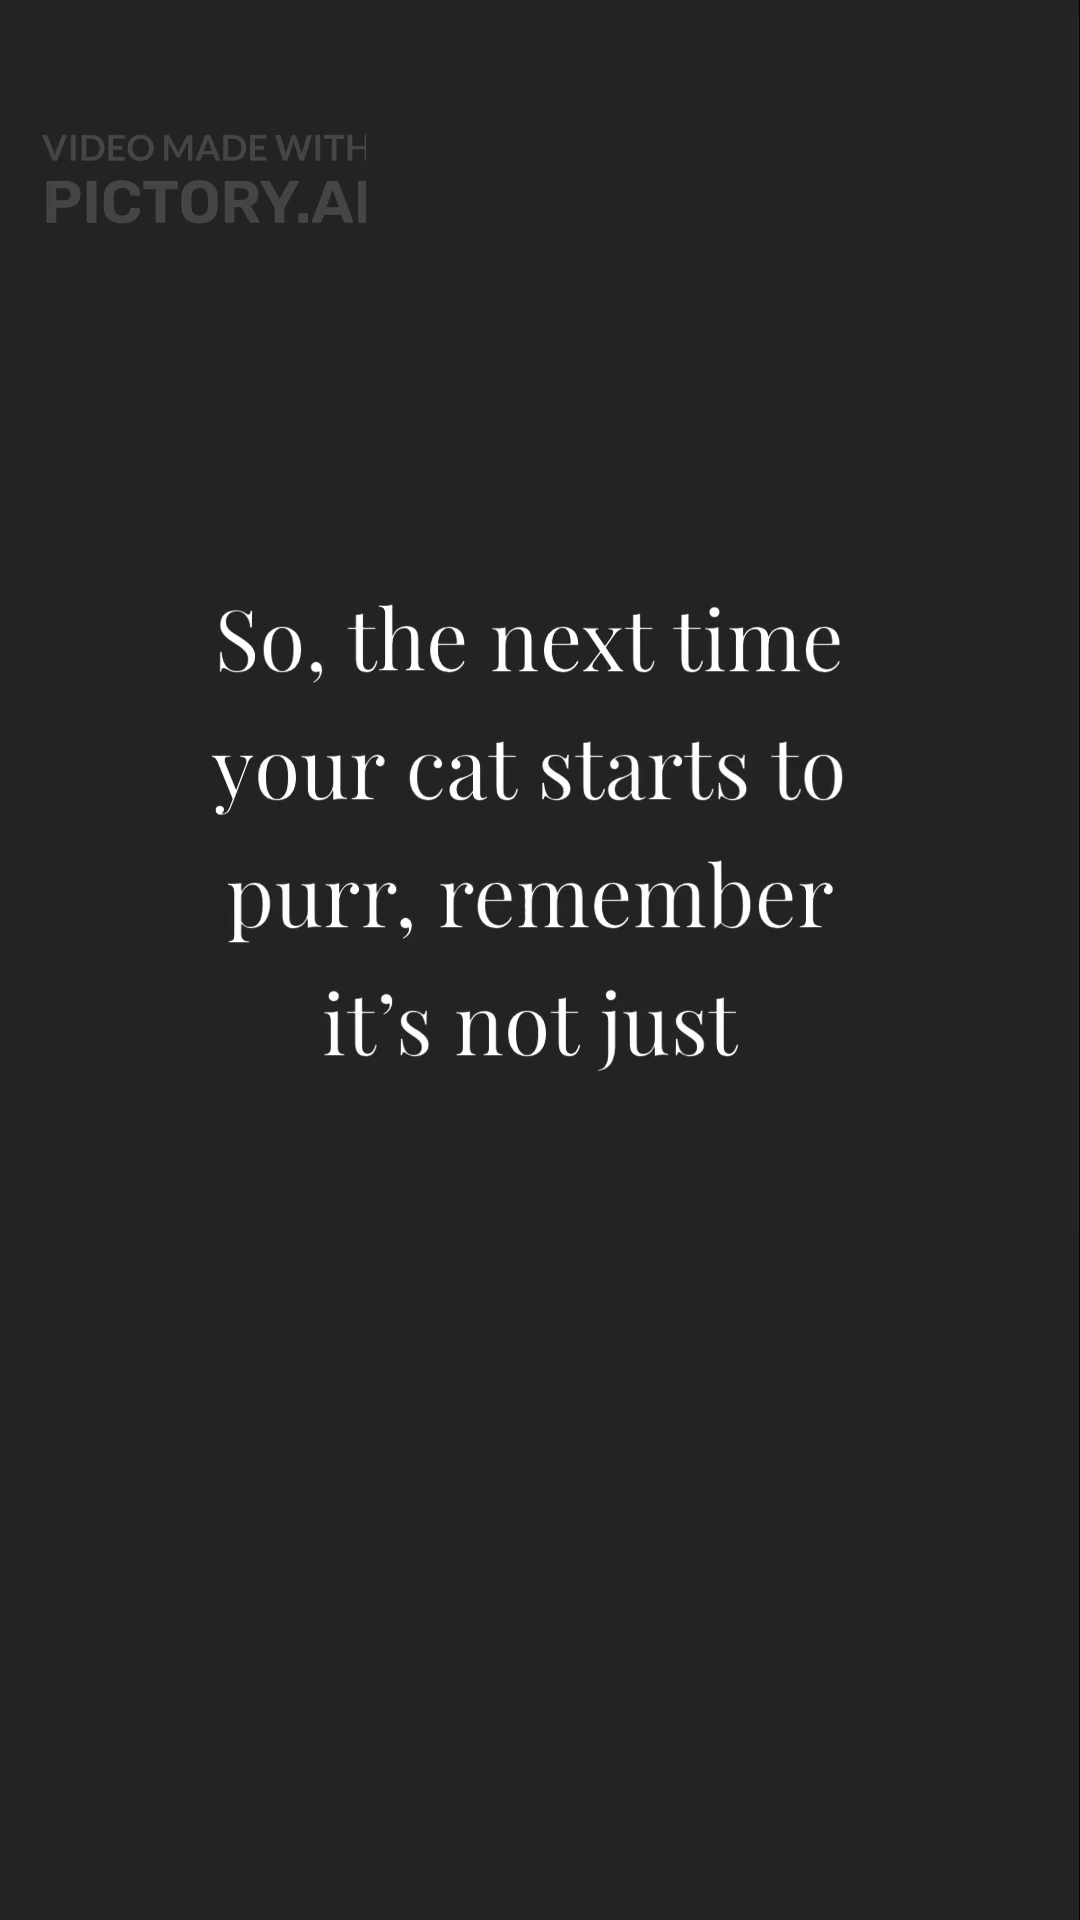 VIDEO MADE WITH
PICTORY.AI
So, the next time
your cat starts to
purr, remember
it’s not just